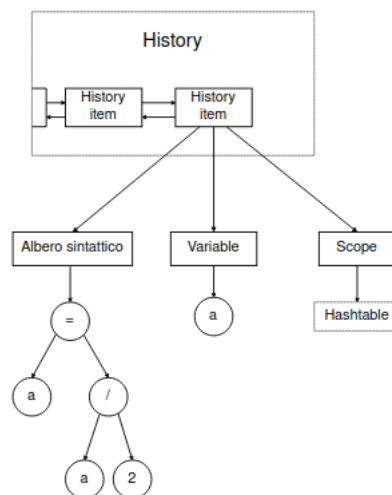 History
History
item
History
item
Albero sintattico
Variable
Scope
=
a
Hashtable
a
/
a
2